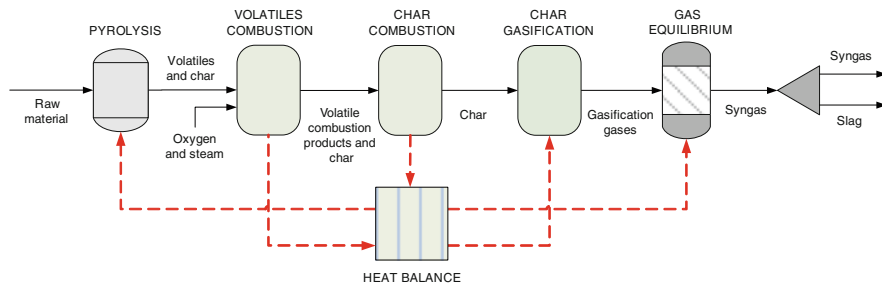 PYROLYSIS
VOLATILES
COMBUSTION
CHAR
COMBUSTION
CHAR
GASIFICATION
GAS
EQUILIBRIUM
Volatiles
and char
Raw
material
Oxygen
and steam
Volatile
combustion
products and
char
Char
Gasification
gases
Syngas
Syngas
Slag
HEAT BALANCE